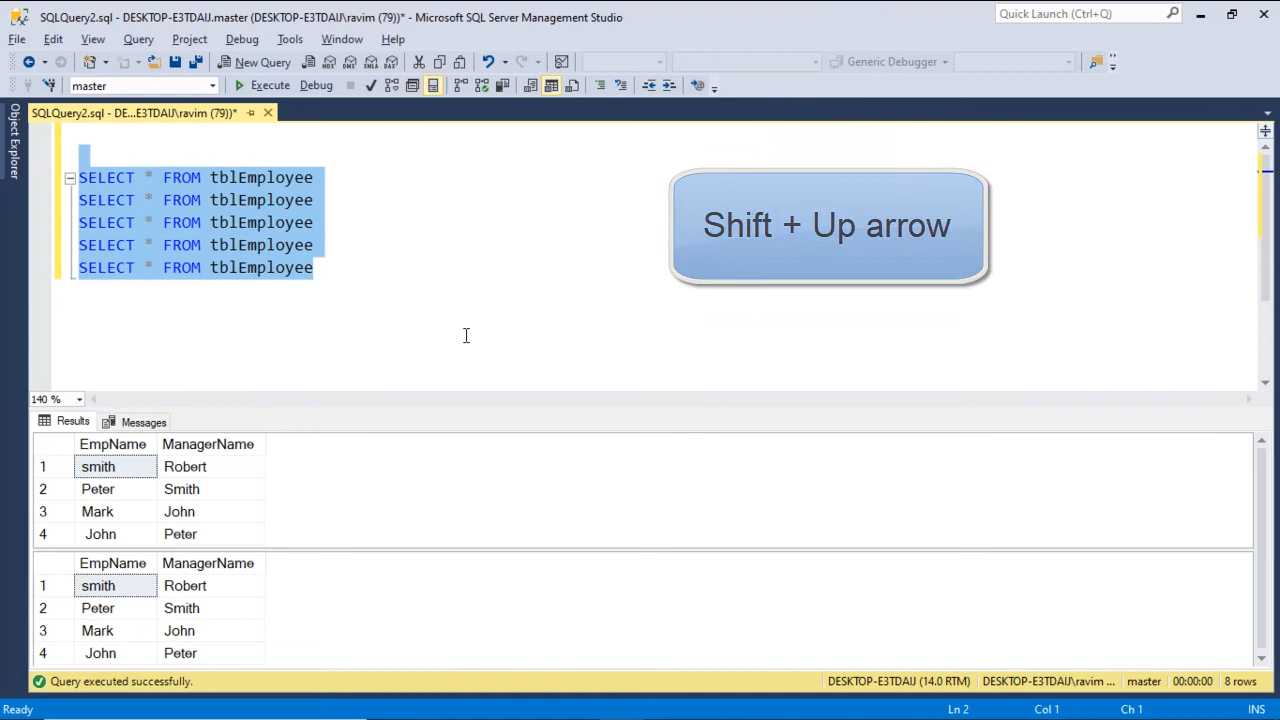 SQLQuery2.sql - DESKTOP-E3TDAIJ.master (DESKTOP-E3TDAIJ\ravim (79))* - Microsoft SQL Server Management Studio
Quick Launch (Ctrl+Q)
File Edit View Query Project Debug Tools Window Help
New Query
Generic Debugger
master
Execute Debug
SQLQuery2.sql - DE...E3TDAIJ\ravim (79))*
Object Explorer
SELECT * FROM tblEmployee
SELECT * FROM tblEmployee
SELECT * FROM tblEmployee
SELECT * FROM tblEmployee
SELECT * FROM tblEmployee
Shift + Up arrow
140 %
Results Messages
EmpName ManagerName
1 smith Robert
2 Peter Smith
3 Mark John
4 John Peter
EmpName ManagerName
1 smith Robert
2 Peter Smith
3 Mark John
4 John Peter
Query executed successfully.
DESKTOP-E3TDAIJ (14.0 RTM) DESKTOP-E3TDAIJ\ravim ... master 00:00:00 8 rows
Ready Ln 2 Col 1 Ch 1 INS